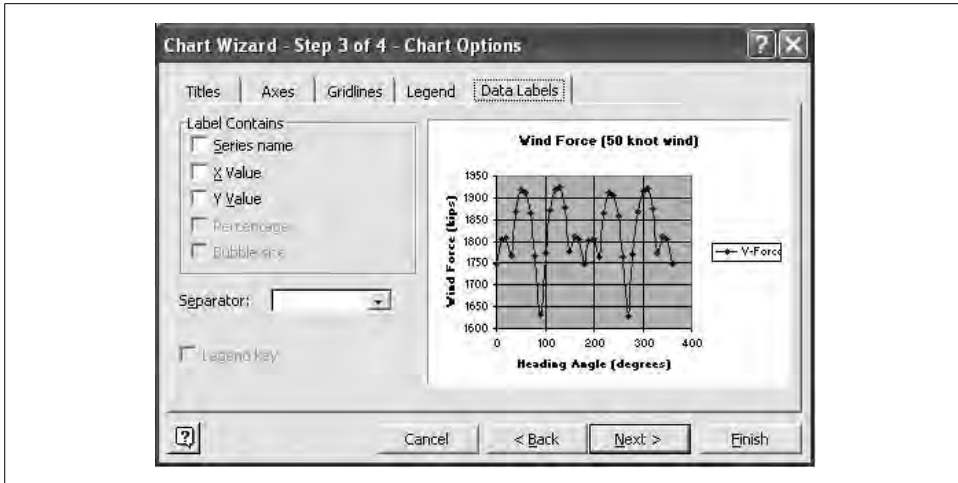 Chart Wizard - Step 3 of 4 - Chart Options
Titles Axes Gridlines Legend Data Labels
Label Contains
Series name
X Value
Y Value
Percentage
Bubble size
Separator:
Legend key
Wind Force (50 knot wind)
Wind Force (kips)
1950
1900
1850
1800
1750
1700
1650
1600
0 100 200 300 400
Heading Angle (degrees)
V-Force
Cancel < Back Next > Finish